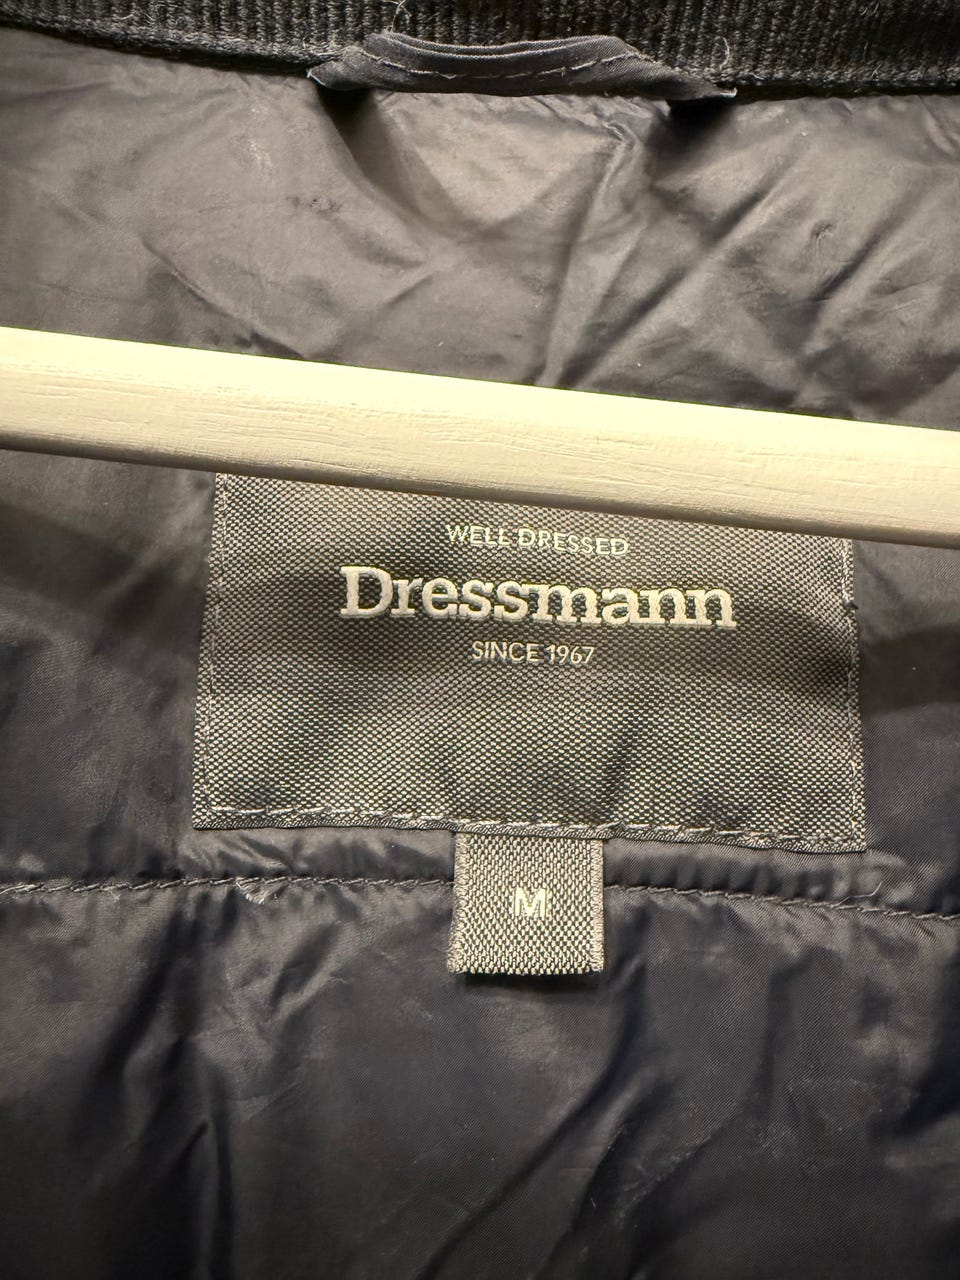 WELL DRESSED
Dressmann
SINCE 1967
M